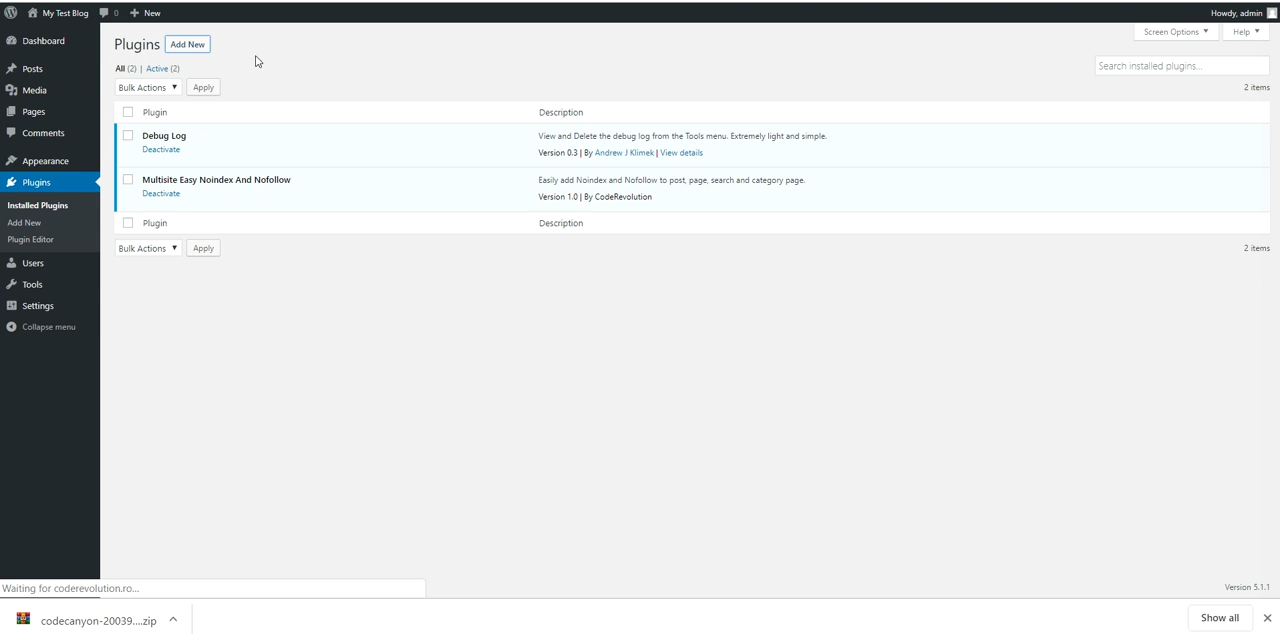 My Test Blog 0 New Howdy, admin
Dashboard
Posts
Media
Pages
Comments
Appearance
Plugins
Installed Plugins
Add New
Plugin Editor
Users
Tools
Settings
Collapse menu
Screen Options ▼ Help ▼
Plugins Add New
All (2) | Active (2)
Search installed plugins...
Bulk Actions ▼ Apply 2 items
Plugin Description
Debug Log View and Delete the debug log from the Tools menu. Extremely light and simple.
Deactivate Version 0.3 | By Andrew J Klimek | View details
Multisite Easy Noindex And Nofollow Easily add Noindex and Nofollow to post, page, search and category page.
Deactivate Version 1.0 | By CodeRevolution
Plugin Description
Bulk Actions ▼ Apply 2 items
Waiting for coderevolution.ro... Version 5.1.1
codecanyon-20039....zip Show all